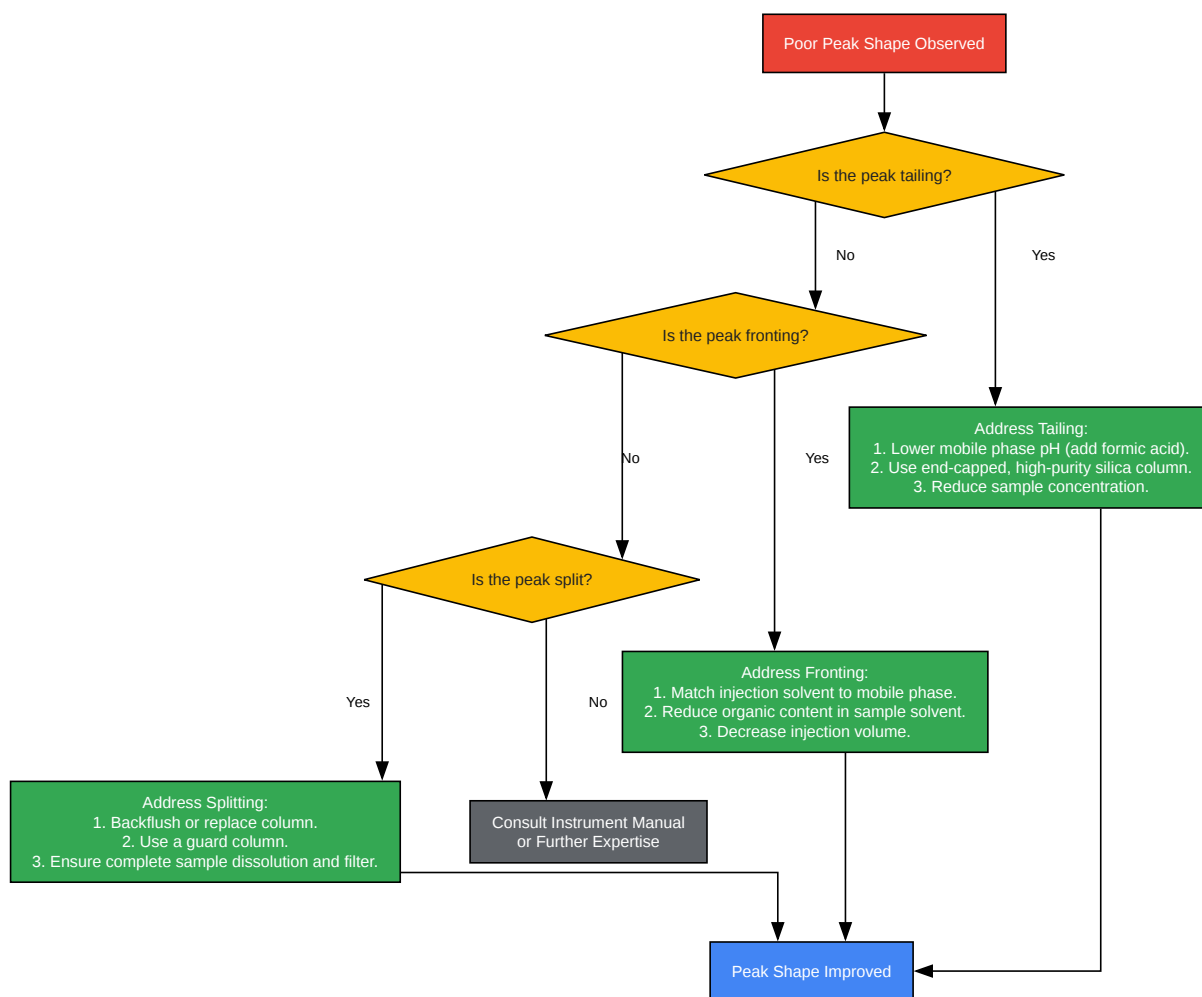 Poor Peak Shape Observed
Is the peak tailing?
No
Yes
Is the peak fronting?
Address Tailing:
1. Lower mobile phase pH (add formic acid).
2. Use end-capped, high-purity silica column.
3. Reduce sample concentration.
No
Yes
Is the peak split?
Address Fronting:
1. Match injection solvent to mobile phase.
2. Reduce organic content in sample solvent.
3. Decrease injection volume.
Yes
No
Address Splitting:
1. Backflush or replace column.
2. Use a guard column.
3. Ensure complete sample dissolution and filter.
Consult Instrument Manual
or Further Expertise
Peak Shape Improved